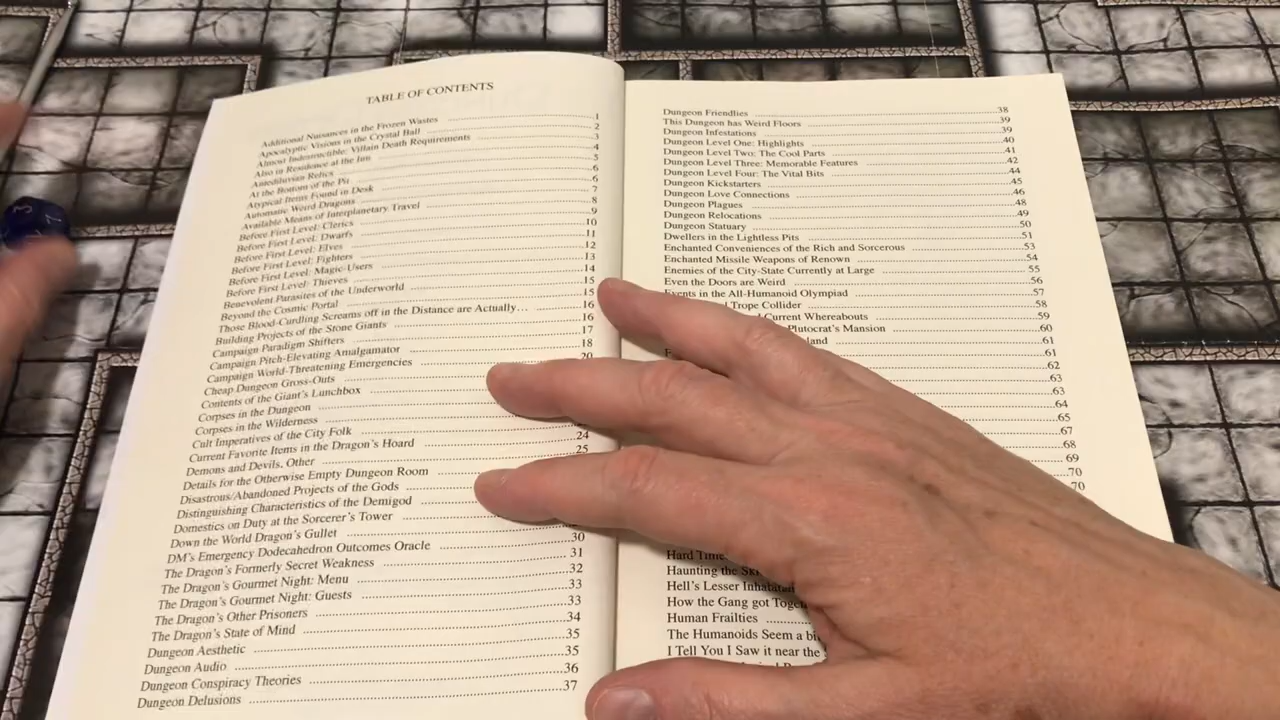 TABLE OF CONTENTS
Additional Nuisances in the Frozen Wastes 1
Apocalyptic Visions in the Crystal Ball 2
Almost Indestructible: Villain Death Requirements 3
Also in Residence at the Inn 4
Antediluvian Relics 5
At the Bottom of the Pit 6
Atypical Items Found in Desk 6
Automatic Weird Dragons 7
Available Means of Interplanetary Travel 8
Before First Level: Clerics 9
Before First Level: Dwarfs 10
Before First Level: Elves 11
Before First Level: Fighters 12
Before First Level: Magic-Users 13
Before First Level: Thieves 14
Benevolent Parasites of the Underworld 15
Beyond the Cosmic Portal 15
Those Blood-Curdling Screams off in the Distance are Actually… 16
Building Projects of the Stone Giants 16
Campaign Paradigm Shifters 17
Campaign Pitch-Elevating Amalgamator 18
Campaign World-Threatening Emergencies 20
Cheap Dungeon Gross-Outs
Contents of the Giant's Lunchbox
Corpses in the Dungeon
Corpses in the Wilderness
Cult Imperatives of the City Folk
Current Favorite Items in the Dragon's Hoard 24
Demons and Devils, Other 25
Details for the Otherwise Empty Dungeon Room
Disastrous/Abandoned Projects of the Gods
Distinguishing Characteristics of the Demigod
Domestics on Duty at the Sorcerer's Tower
Down the World Dragon's Gullet
DM's Emergency Dodecahedron Outcomes Oracle 30
The Dragon's Formerly Secret Weakness 31
The Dragon's Gourmet Night: Menu 32
The Dragon's Gourmet Night: Guests 33
The Dragon's Other Prisoners 33
The Dragon's State of Mind 34
Dungeon Aesthetic 35
Dungeon Audio 35
Dungeon Conspiracy Theories 36
Dungeon Delusions 37
Dungeon Friendlies 38
This Dungeon has Weird Floors 39
Dungeon Infestations 39
Dungeon Level One: Highlights 40
Dungeon Level Two: The Cool Parts 41
Dungeon Level Three: Memorable Features 42
Dungeon Level Four: The Vital Bits 44
Dungeon Kickstarters 45
Dungeon Love Connections 46
Dungeon Plagues 48
Dungeon Relocations 49
Dungeon Statuary 50
Dwellers in the Lightless Pits 51
Enchanted Conveniences of the Rich and Sorcerous 53
Enchanted Missile Weapons of Renown 54
Enemies of the City-State Currently at Large 55
Even the Doors are Weird 56
Events in the All-Humanoid Olympiad 57
Trope Collider 58
Current Whereabouts 59
Plutocrat's Mansion 60
61
61
62
63
63
64
65
67
68
69
70
70
Hard
Haunting the
Hell's Lesser
How the Gang got
Human Frailties
The Humanoids Seem a
I Tell You I Saw it near the